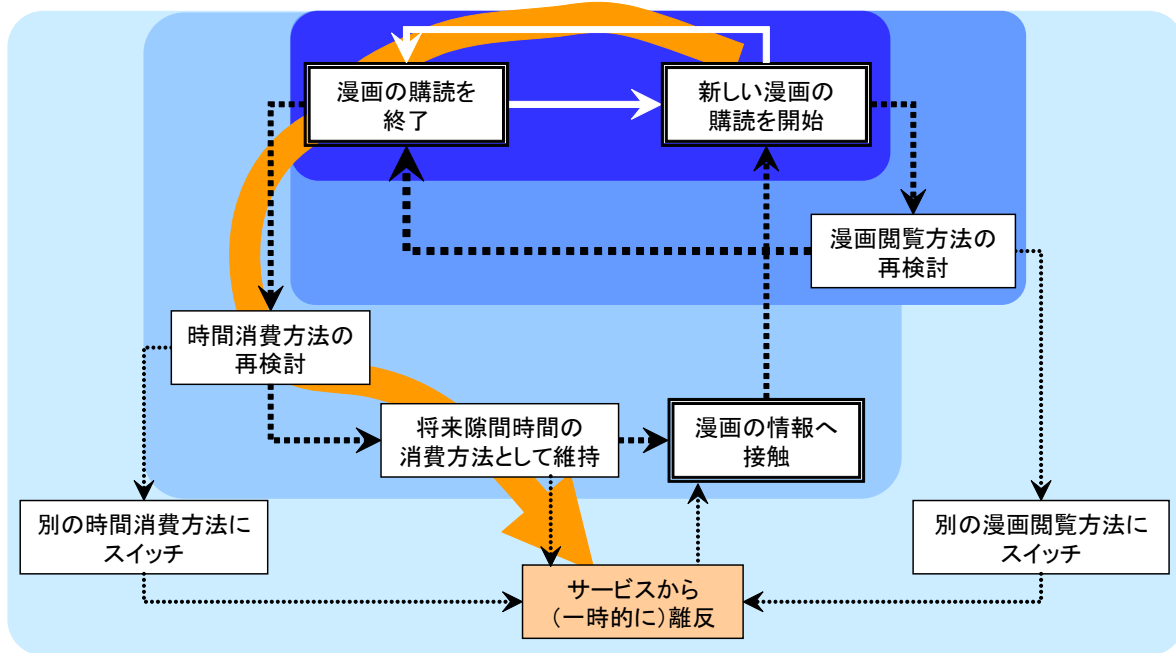 漫画の購読を
終了
新しい漫画の
購読を開始
漫画閲覧方法の
再検討
時間消費方法の
再検討
将来隙間時間の
消費方法として維持
漫画の情報へ
接触
別の時間消費方法に
スイッチ
別の漫画閲覧方法に
スイッチ
サービスから
(一時的に)離反